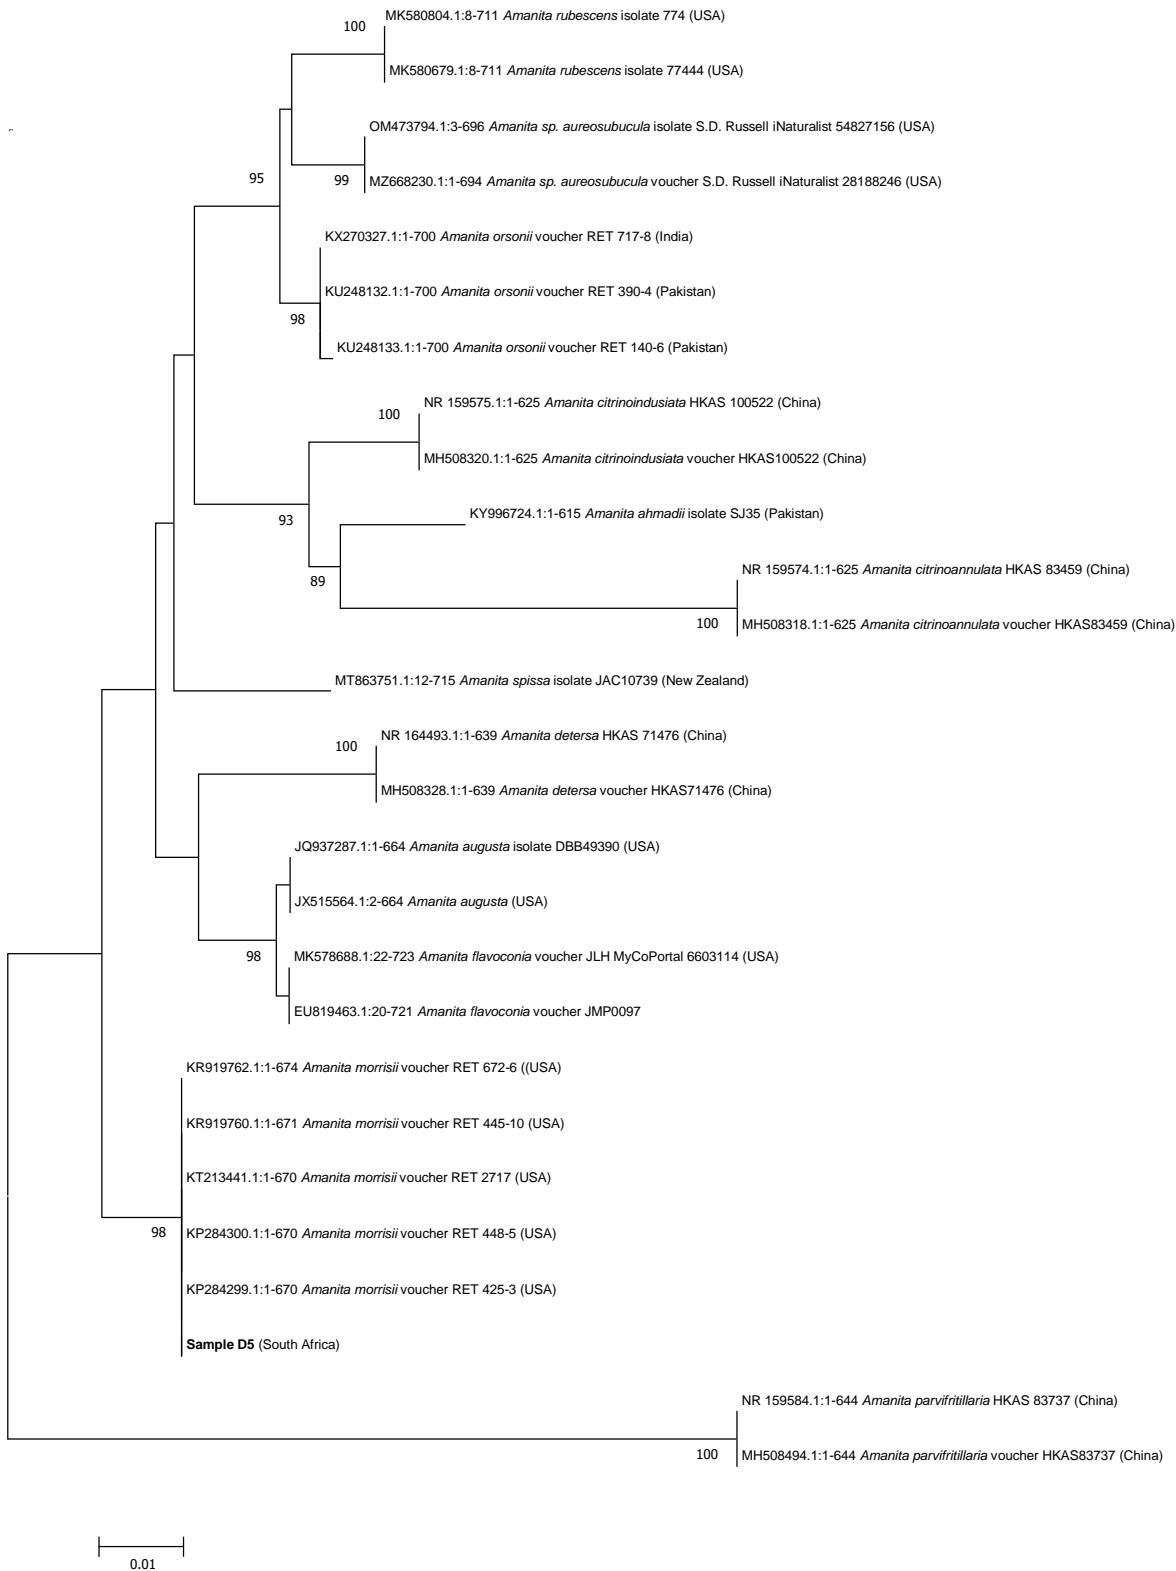 MK580804.1:8-711 Amanita rubescens isolate 774 (USA)
100
MK580679.1:8-711 Amanita rubescens isolate 77444 (USA)
OM473794.1:3-696 Amanita sp. aureosubucula isolate S.D. Russell iNaturalist 54827156 (USA)
95
99
MZ668230.1:1-694 Amanita sp. aureosubucula voucher S.D. Russell iNaturalist 28188246 (USA)
KX270327.1:1-700 Amanita orsonii voucher RET 717-8 (India)
KU248132.1:1-700 Amanita orsonii voucher RET 390-4 (Pakistan)
98
KU248133.1:1-700 Amanita orsonii voucher RET 140-6 (Pakistan)
NR 159575.1:1-625 Amanita citrinoindusiata HKAS 100522 (China)
100
MH508320.1:1-625 Amanita citrinoindusiata voucher HKAS100522 (China)
93
KY996724.1:1-615 Amanita ahmadii isolate SJ35 (Pakistan)
NR 159574.1:1-625 Amanita citrinoannulata HKAS 83459 (China)
89
100
MH508318.1:1-625 Amanita citrinoannulata voucher HKAS83459 (China)
MT863751.1:12-715 Amanita spissa isolate JAC10739 (New Zealand)
NR 164493.1:1-639 Amanita detersa HKAS 71476 (China)
100
MH508328.1:1-639 Amanita detersa voucher HKAS71476 (China)
JQ937287.1:1-664 Amanita augusta isolate DBB49390 (USA)
JX515564.1:2-664 Amanita augusta (USA)
98
MK578688.1:22-723 Amanita flavoconia voucher JLH MyCoPortal 6603114 (USA)
EU819463.1:20-721 Amanita flavoconia voucher JMP0097
KR919762.1:1-674 Amanita morrisii voucher RET 672-6 ((USA)
KR919760.1:1-671 Amanita morrisii voucher RET 445-10 (USA)
KT213441.1:1-670 Amanita morrisii voucher RET 2717 (USA)
98
KP284300.1:1-670 Amanita morrisii voucher RET 448-5 (USA)
KP284299.1:1-670 Amanita morrisii voucher RET 425-3 (USA)
Sample D5 (South Africa)
NR 159584.1:1-644 Amanita parvifritillaria HKAS 83737 (China)
100
MH508494.1:1-644 Amanita parvifritillaria voucher HKAS83737 (China)
0.01